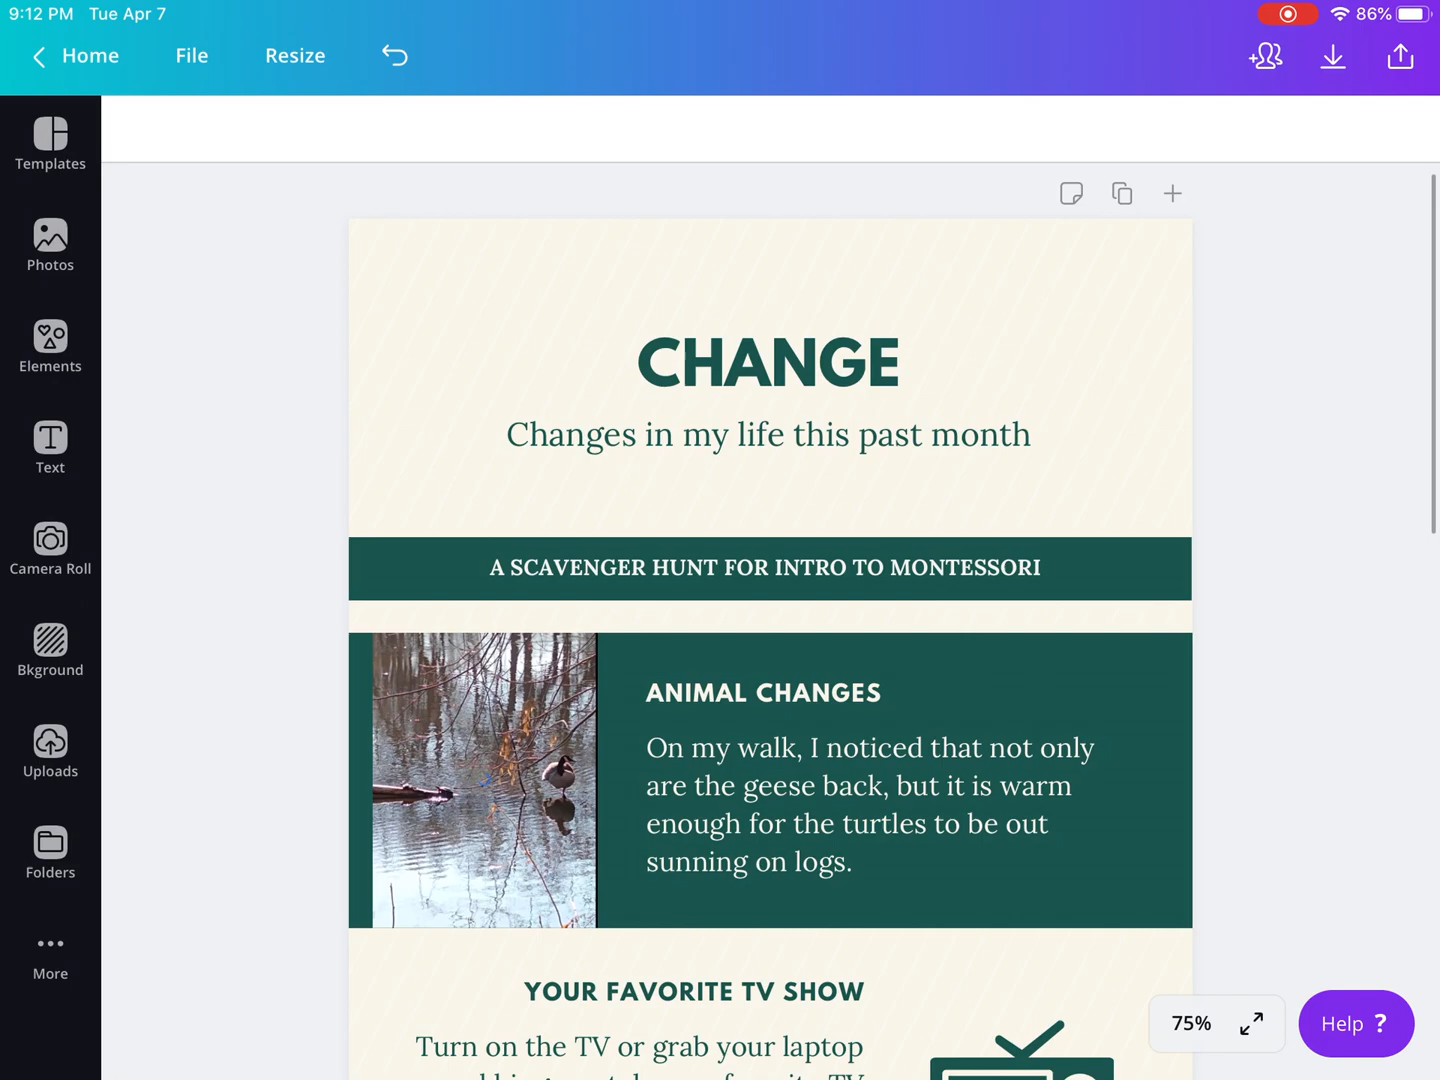 9:12 PM Tue Apr 7
86%
Home File Resize
Templates
Photos
Elements
Text
Camera Roll
Bkground
Uploads
Folders
More
CHANGE
Changes in my life this past month
A SCAVENGER HUNT FOR INTRO TO MONTESSORI
ANIMAL CHANGES
On my walk, I noticed that not only
are the geese back, but it is warm
enough for the turtles to be out
sunning on logs.
YOUR FAVORITE TV SHOW
Turn on the TV or grab your laptop
TV
75%
Help ?